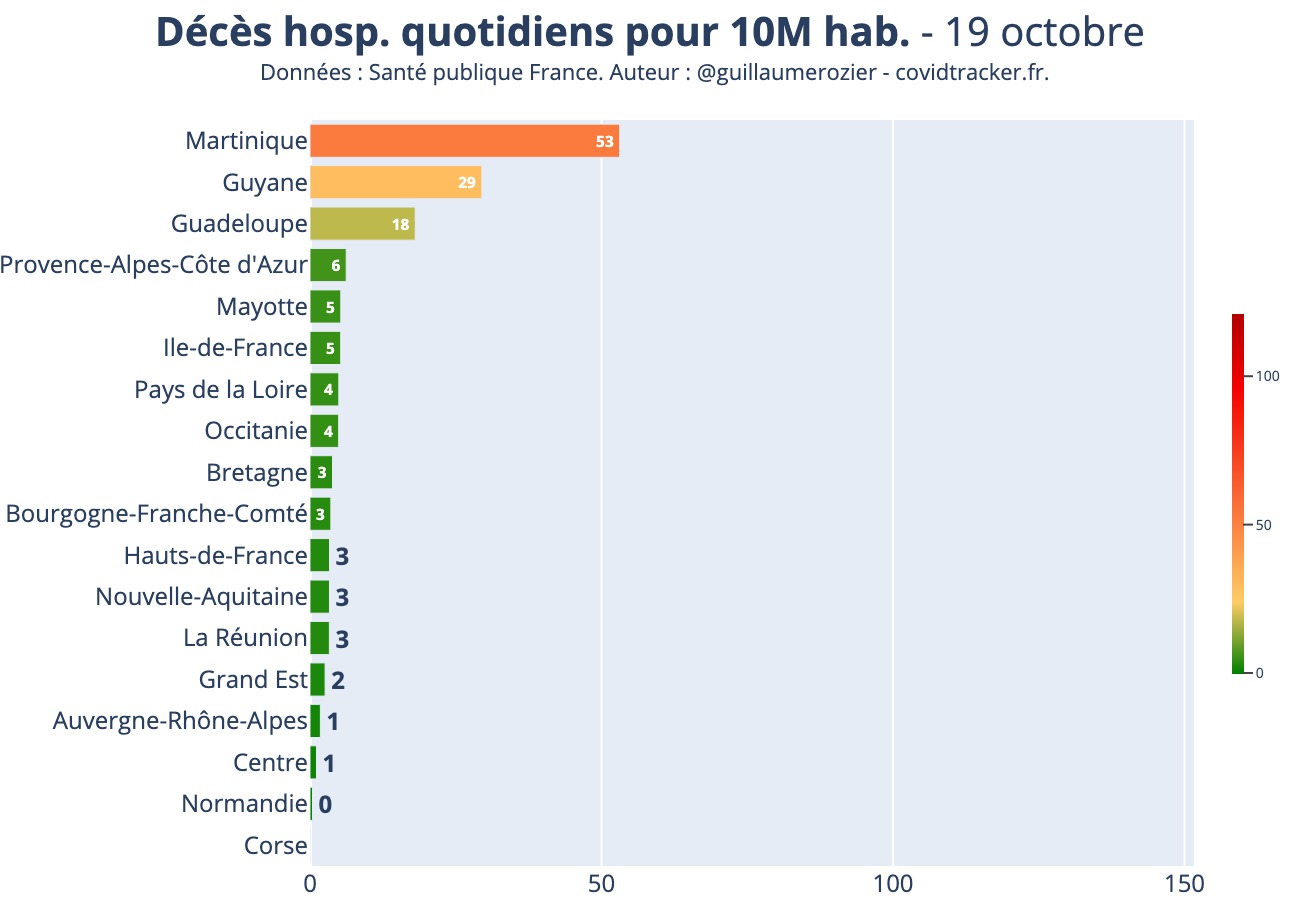 Décès hosp. quotidiens pour 10M hab. - 19 octobre
Données : Santé publique France. Auteur : @guillaumerozier - covidtracker.fr.
Martinique 53
Guyane 29
Guadeloupe 18
Provence-Alpes-Côte d'Azur 6
Mayotte 5
Ile-de-France 5
Pays de la Loire 4
Occitanie 4
Bretagne 3
Bourgogne-Franche-Comté 3
Hauts-de-France 3
Nouvelle-Aquitaine 3
La Réunion 3
Grand Est 2
Auvergne-Rhône-Alpes 1
Centre 1
Normandie 0
Corse
0 50 100 150
100
50
0